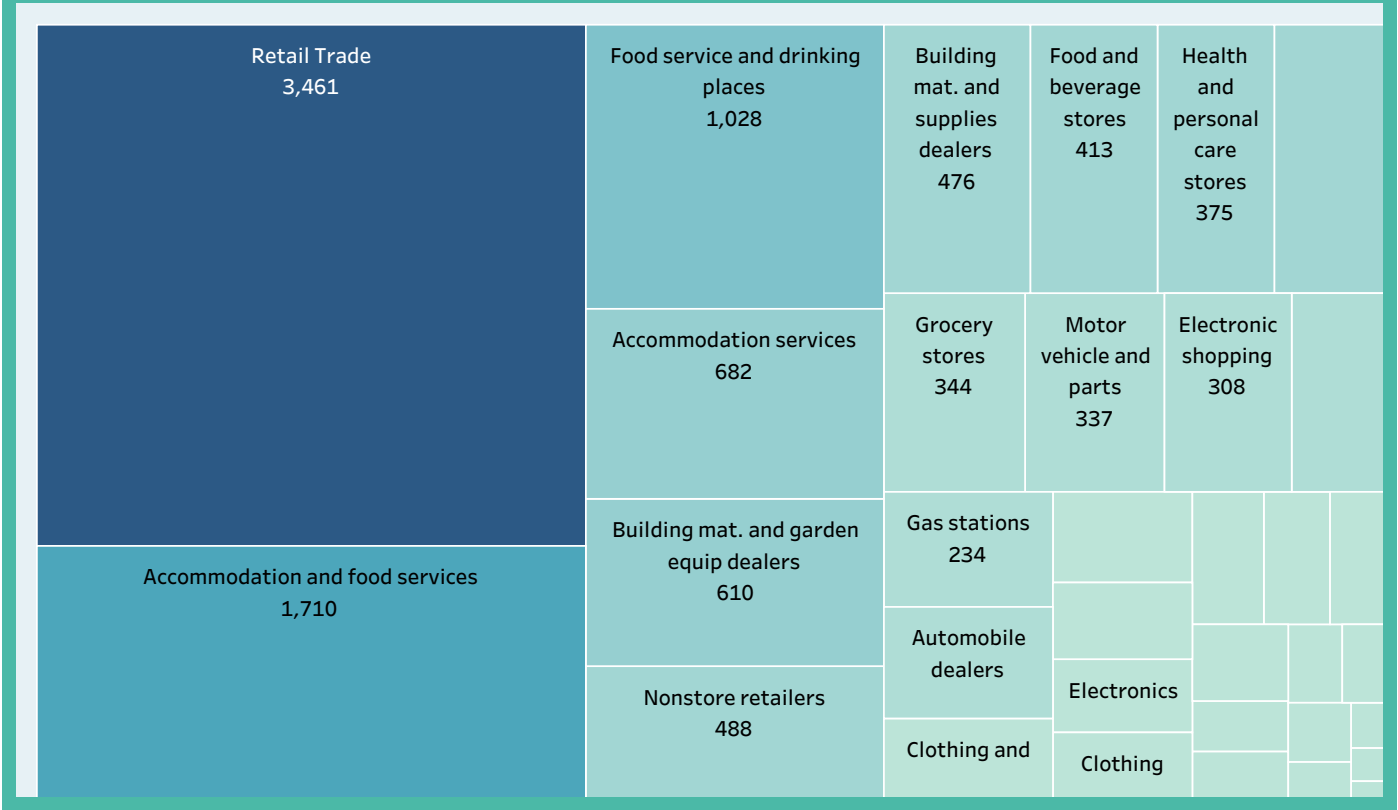 Retail Trade
3,461
Accommodation and food services
1,710
Food service and drinking
places
1,028
Accommodation services
682
Building mat. and garden
equip dealers
610
Nonstore retailers
488
Building
mat. and
supplies
dealers
476
Food and
beverage
stores
413
Health
and
personal
care
stores
375
Grocery
stores
344
Motor
vehicle and
parts
337
Electronic
shopping
308
Gas stations
234
Automobile
dealers
Clothing and
Electronics
Clothing